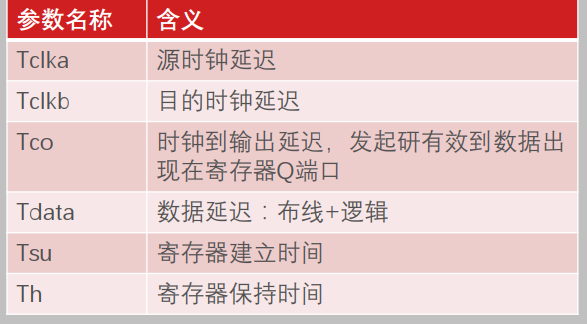 参数名称 含义
Tclka 源时钟延迟
Tclkb 目的时钟延迟
Tco 时钟到输出延迟，发起研有效到数据出
现在寄存器Q端口
Tdata 数据延迟：布线+逻辑
Tsu 寄存器建立时间
Th 寄存器保持时间